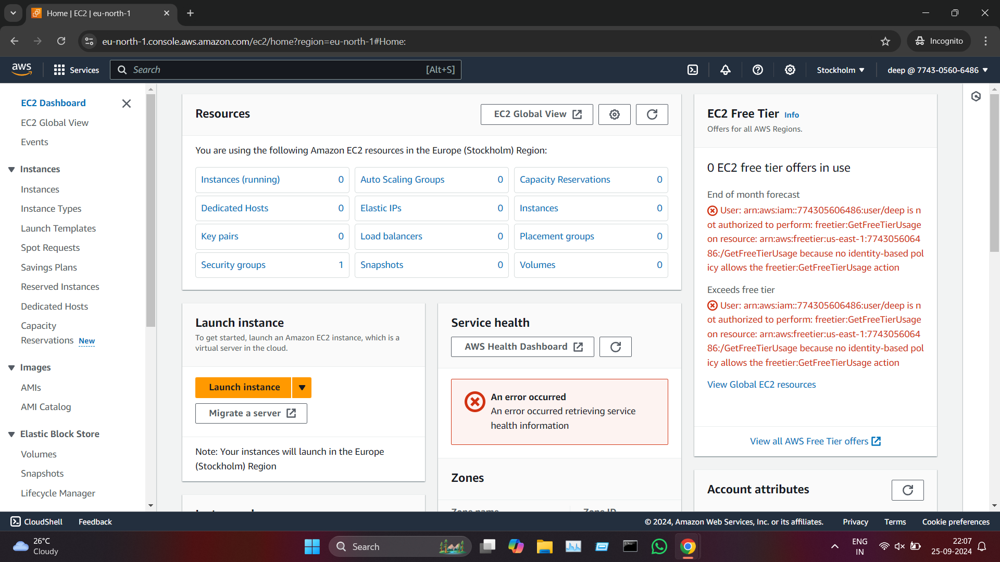 Home | EC2 | eu-north-1
eu-north-1.console.aws.amazon.com/ec2/home?region=eu-north-1#Home:
Incognito
aws
Services
Search
[Alt+S]
Stockholm
deep @ 7743-0560-6486
EC2 Dashboard
EC2 Global View
Events
Instances
Instances
Instance Types
Launch Templates
Spot Requests
Savings Plans
Reserved Instances
Dedicated Hosts
Capacity
Reservations New
Images
AMIs
AMI Catalog
Elastic Block Store
Volumes
Snapshots
Lifecycle Manager
Resources
EC2 Global View
You are using the following Amazon EC2 resources in the Europe (Stockholm) Region:
Instances (running) 0
Auto Scaling Groups 0
Capacity Reservations 0
Dedicated Hosts 0
Elastic IPs 0
Instances 0
Key pairs 0
Load balancers 0
Placement groups 0
Security groups 1
Snapshots 0
Volumes 0
Launch instance
To get started, launch an Amazon EC2 instance, which is a
virtual server in the cloud.
Launch instance
Migrate a server
Note: Your instances will launch in the Europe
(Stockholm) Region
Service health
AWS Health Dashboard
An error occurred
An error occurred retrieving service
health information
Zones
Zone name
Zone ID
EC2 Free Tier Info
Offers for all AWS Regions.
0 EC2 free tier offers in use
End of month forecast
User: arn:aws:iam::774305606486:user/deep is n
ot authorized to perform: freetier:GetFreeTierUsage
on resource: arn:aws:freetier:us-east-1:7743056064
86:/GetFreeTierUsage because no identity-based pol
icy allows the freetier:GetFreeTierUsage action
Exceeds free tier
User: arn:aws:iam::774305606486:user/deep is n
ot authorized to perform: freetier:GetFreeTierUsage
on resource: arn:aws:freetier:us-east-1:7743056064
86:/GetFreeTierUsage because no identity-based pol
icy allows the freetier:GetFreeTierUsage action
View Global EC2 resources
View all AWS Free Tier offers
Account attributes
CloudShell
Feedback
© 2024, Amazon Web Services, Inc. or its affiliates.
Privacy
Terms
Cookie preferences
26°C
Cloudy
Search
ENG
IN
22:07
25-09-2024